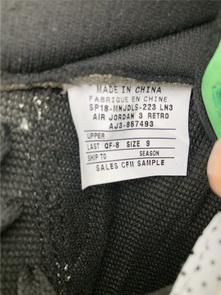 MADE IN CHINA
FABRIQUE EN CHINE
SP18-MNJDLS-223 LN3
AIR JORDAN 3 RETRO
AJ3-867493
UPPER
LAST QF-8 SIZE 9
SHIP TO SEASON
SALES CFM SAMPLE